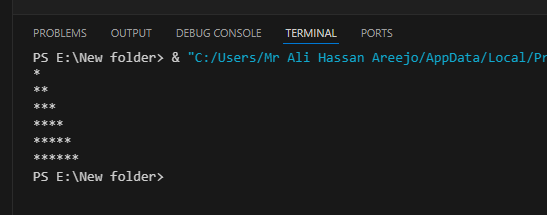 PROBLEMS OUTPUT DEBUG CONSOLE TERMINAL PORTS
PS E:\New folder> & "C:/Users/Mr Ali Hassan Areejo/AppData/Local/Pr
*
**
***
****
*****
******
PS E:\New folder>